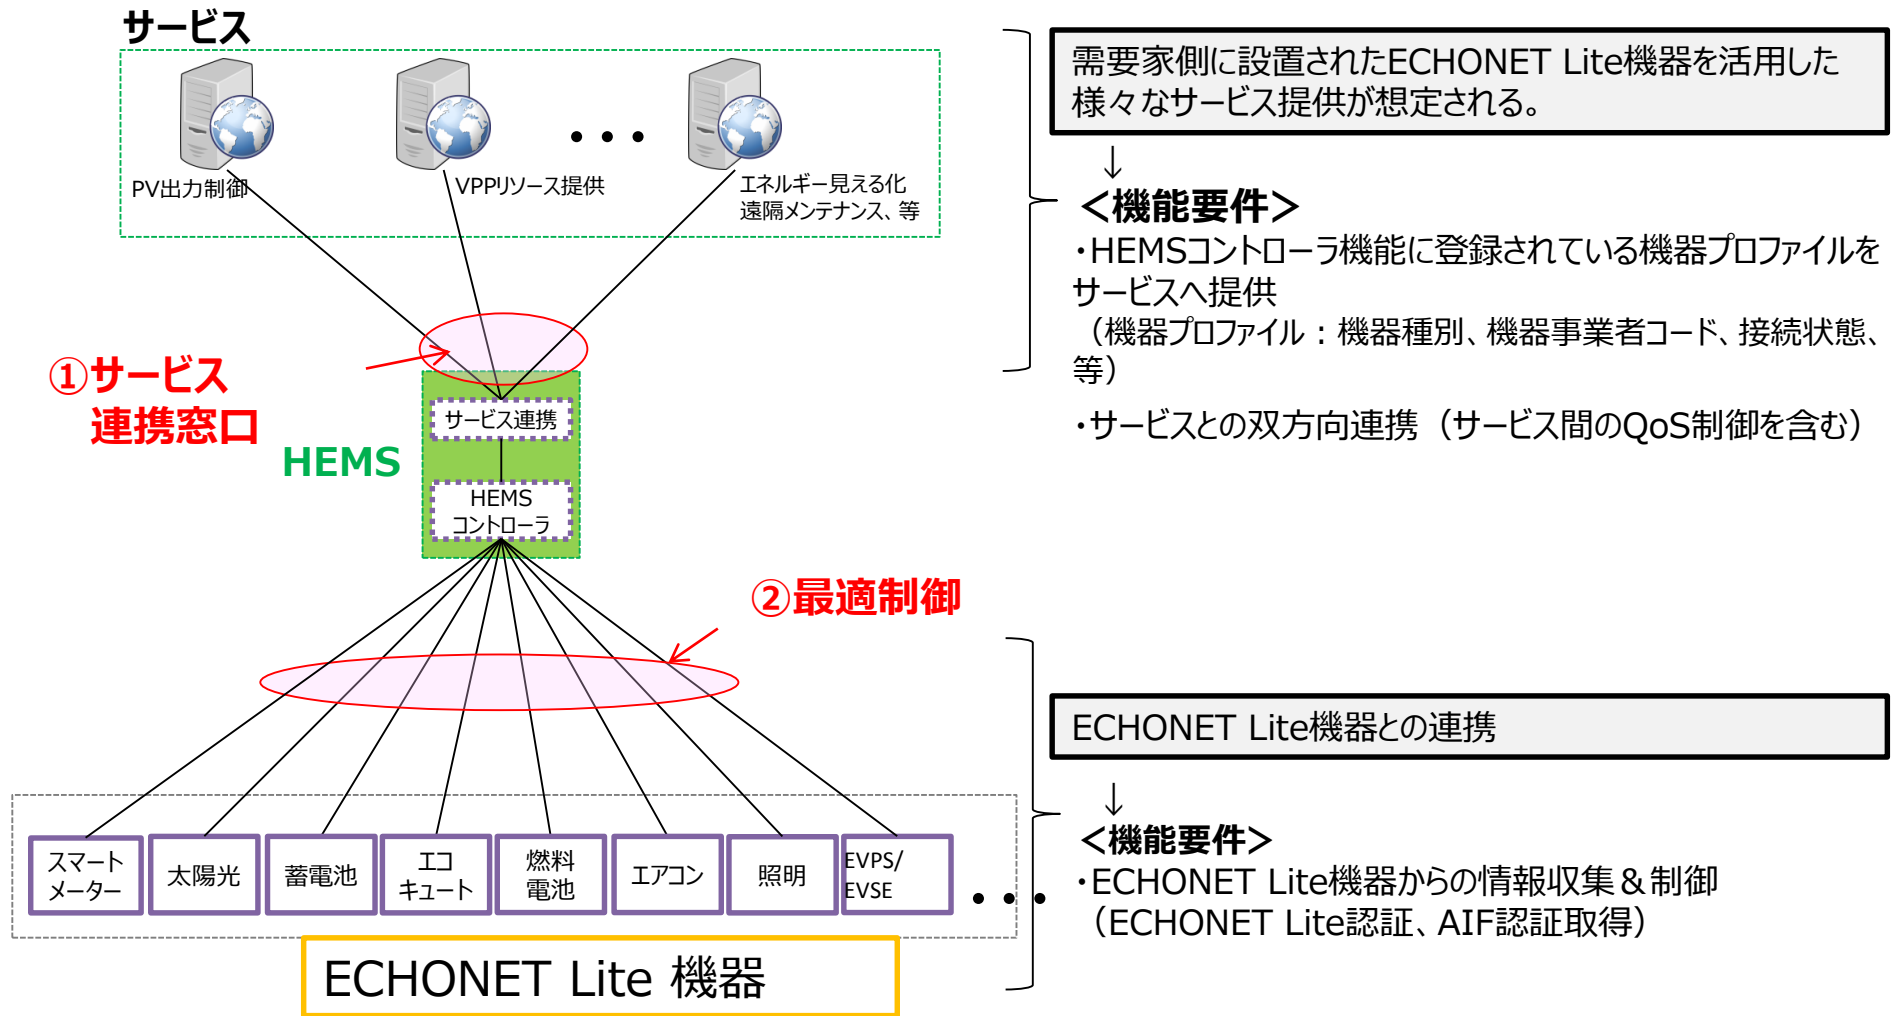 サービス
PV出力制御
VPPリソース提供
・・・
エネルギー見える化
遠隔メンテナンス、等
①サービス
連携窓口
HEMS
サービス連携
HEMS
コントローラ
②最適制御
スマート
メーター
太陽光
蓄電池
エコ
キュート
燃料
電池
エアコン
照明
EVPS/
EVSE
・・・
ECHONET Lite 機器
需要家側に設置されたECHONET Lite機器を活用した
様々なサービス提供が想定される。
↓
＜機能要件＞
・HEMSコントローラ機能に登録されている機器プロファイルを
サービスへ提供
（機器プロファイル：機器種別、機器事業者コード、接続状態、
等）
・サービスとの双方向連携（サービス間のQoS制御を含む）
ECHONET Lite機器との連携
↓
＜機能要件＞
・ECHONET Lite機器からの情報収集＆制御
（ECHONET Lite認証、AIF認証取得）